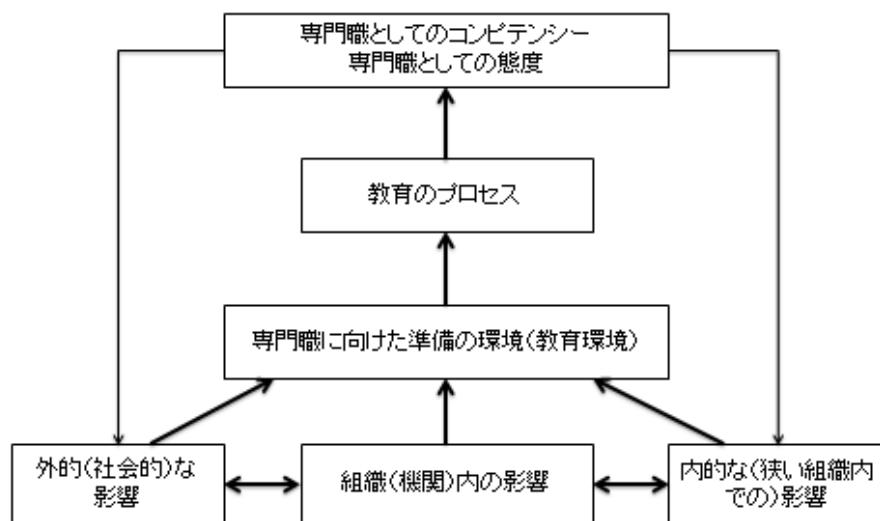 専門職としてのコンピテンシー
専門職としての態度
教育のプロセス
専門職に向けた準備の環境(教育環境)
外的(社会的)な
影響
組織(機関)内の影響
内的な(狭い組織内
での)影響